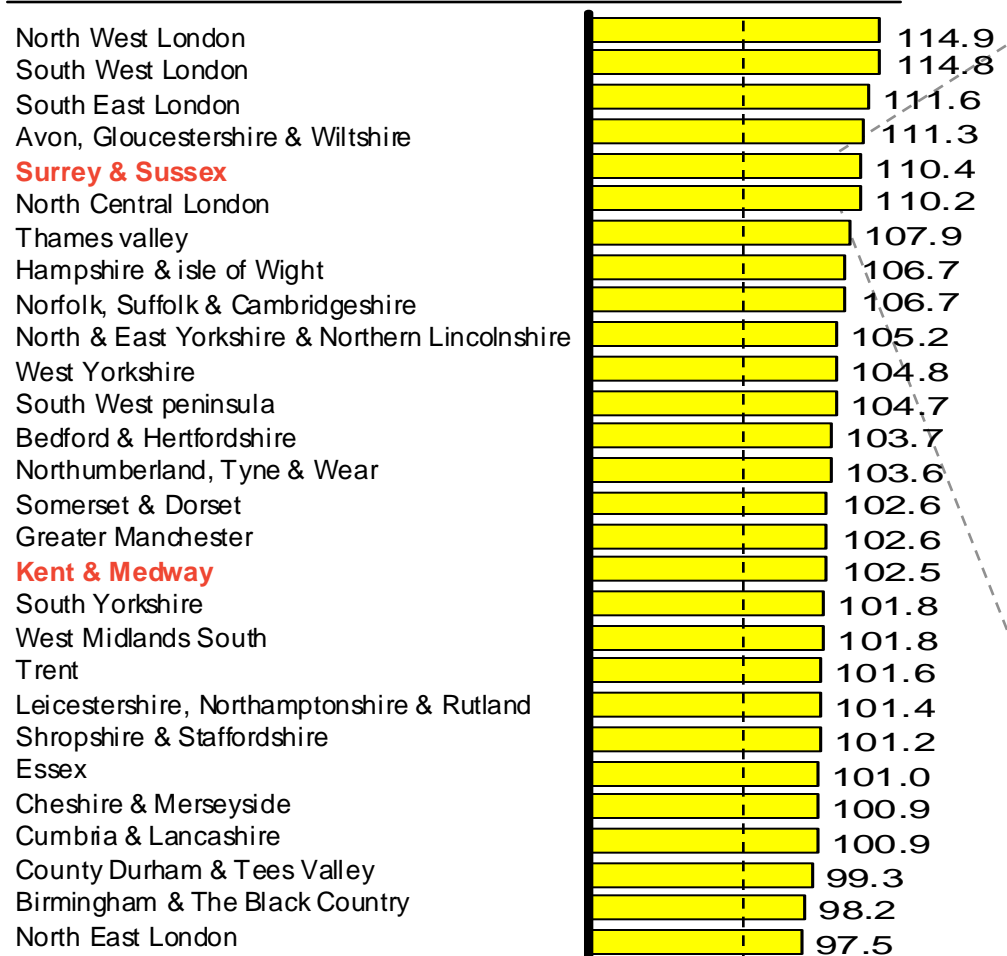 North West London 114.9
South West London 114.8
South East London 111.6
Avon, Gloucestershire & Wiltshire 111.3
Surrey & Sussex 110.4
North Central London 110.2
Thames valley 107.9
Hampshire & isle of Wight 106.7
Norfolk, Suffolk & Cambridgeshire 106.7
North & East Yorkshire & Northern Lincolnshire 105.2
West Yorkshire 104.8
South West peninsula 104.7
Bedford & Hertfordshire 103.7
Northumberland, Tyne & Wear 103.6
Somerset & Dorset 102.6
Greater Manchester 102.6
Kent & Medway 102.5
South Yorkshire 101.8
West Midlands South 101.8
Trent 101.6
Leicestershire, Northamptonshire & Rutland 101.4
Shropshire & Staffordshire 101.2
Essex 101.0
Cheshire & Merseyside 100.9
Cumbria & Lancashire 100.9
County Durham & Tees Valley 99.3
Birmingham & The Black Country 98.2
North East London 97.5